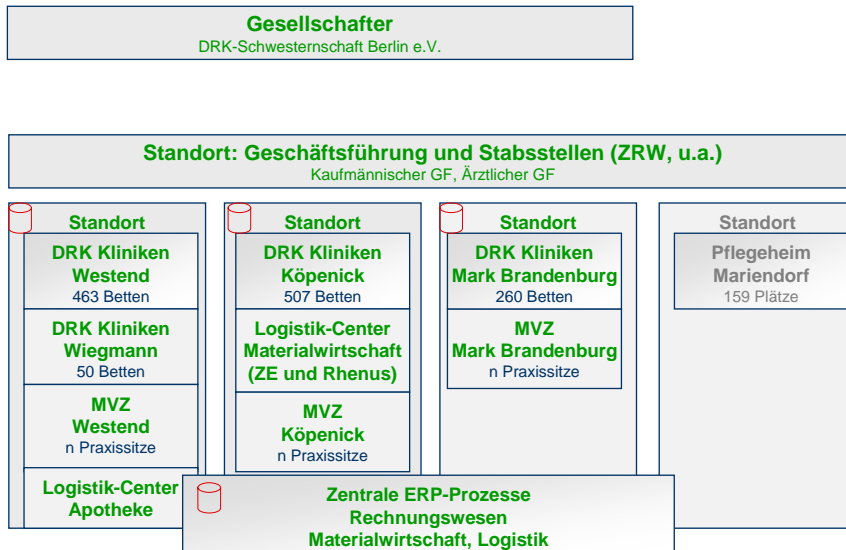 Gesellschafter
DRK-Schwesternschaft Berlin e.V.
Standort: Geschäftsführung und Stabsstellen (ZRW, u.a.)
Kaufmännischer GF, Ärztlicher GF
Standort
DRK Kliniken
Westend
463 Betten
DRK Kliniken
Wiegmann
50 Betten
MVZ
Westend
n Praxissitze
Logistik-Center
Apotheke
Standort
DRK Kliniken
Köpenick
507 Betten
Logistik-Center
Materialwirtschaft
(ZE und Rhenus)
MVZ
Köpenick
n Praxissitze
Standort
DRK Kliniken
Mark Brandenburg
260 Betten
MVZ
Mark Brandenburg
n Praxissitze
Standort
Pflegeheim
Mariendorf
159 Plätze
Zentrale ERP-Prozesse
Rechnungswesen
Materialwirtschaft, Logistik